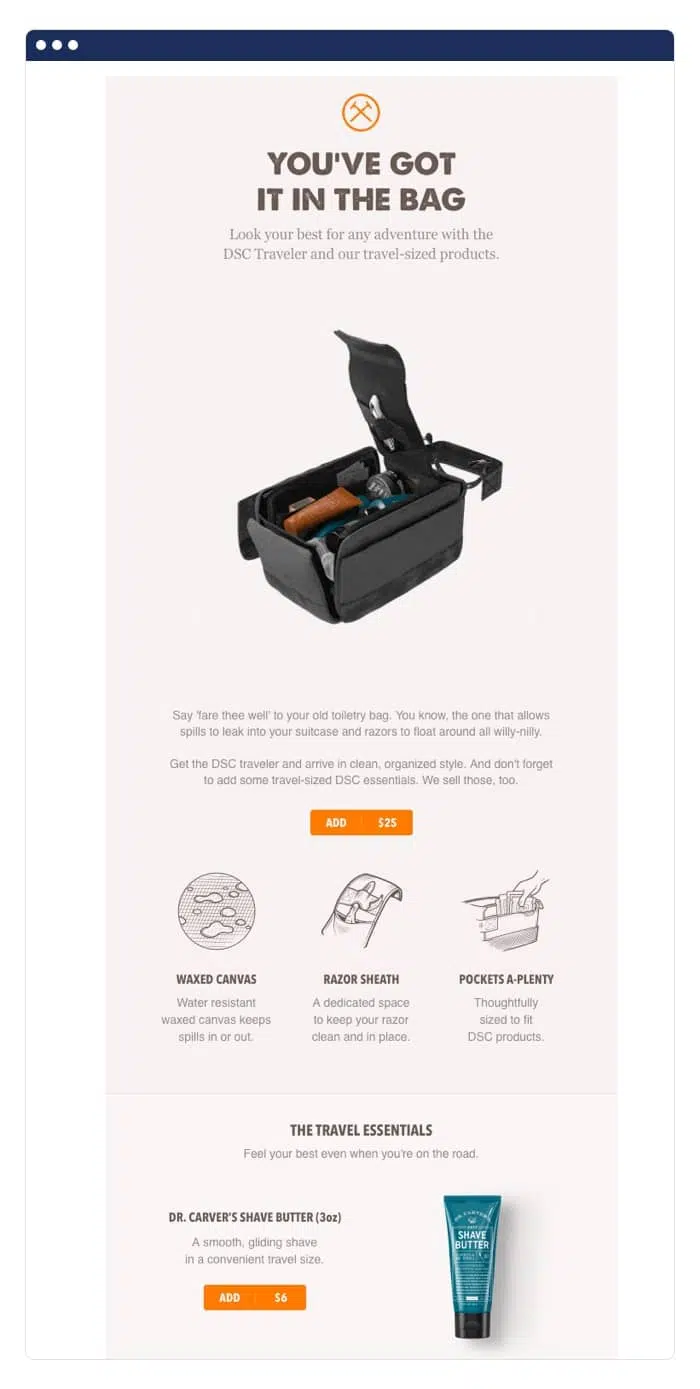 YOU'VE GOT
IT IN THE BAG
Look your best for any adventure with the
DSC Traveler and our travel-sized products.
Say 'fare thee well' to your old toiletry bag. You know, the one that allows
spills to leak into your suitcase and razors to float around all willy-nilly.
Get the DSC traveler and arrive in clean, organized style. And don't forget
to add some travel-sized DSC essentials. We sell those, too.
ADD $25
WAXED CANVAS
Water resistant
waxed canvas keeps
spills in or out.
RAZOR SHEATH
A dedicated space
to keep your razor
clean and in place.
POCKETS A-PLENTY
Thoughtfully
sized to fit
DSC products.
THE TRAVEL ESSENTIALS
Feel your best even when you're on the road.
DR. CARVER'S SHAVE BUTTER (3oz)
A smooth, gliding shave
in a convenient travel size.
ADD $6
DR. CARVER'S
SHAVE
BUTTER